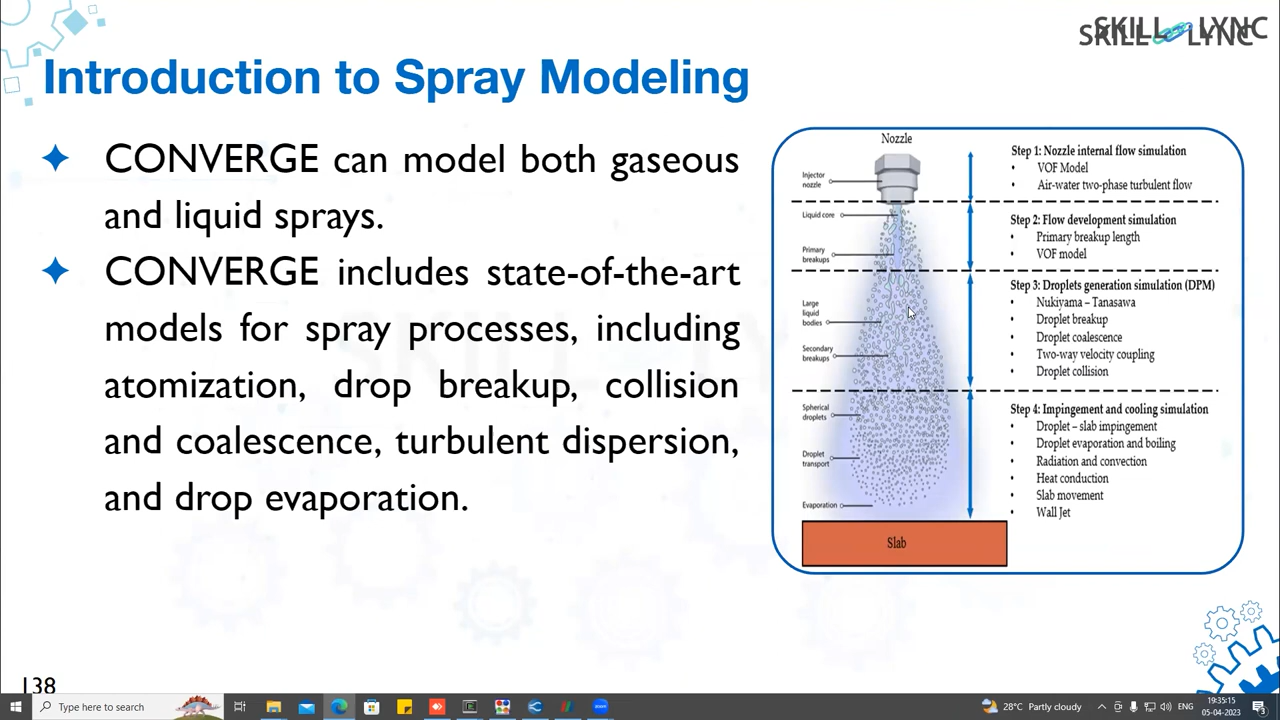 SKILL LYNC
SKILL LYNC
Introduction to Spray Modeling
CONVERGE can model both gaseous
and liquid sprays.
CONVERGE includes state-of-the-art
models for spray processes, including
atomization, drop breakup, collision
and coalescence, turbulent dispersion,
and drop evaporation.
Nozzle
Injector
nozzle
Liquid core
Primary
breakups
Large
liquid
bodies
Secondary
breakups
Spherical
droplets
Droplet
transport
Evaporation
Slab
Step 1: Nozzle internal flow simulation
• VOF Model
• Air-water two-phase turbulent flow
Step 2: Flow development simulation
• Primary breakup length
• VOF model
Step 3: Droplets generation simulation (DPM)
• Nukiyama – Tanasawa
• Droplet breakup
• Droplet coalescence
• Two-way velocity coupling
• Droplet collision
Step 4: Impingement and cooling simulation
• Droplet – slab impingement
• Droplet evaporation and boiling
• Radiation and convection
• Heat conduction
• Slab movement
• Wall Jet
138
Type here to search
28°C Partly cloudy
ENG
19:35:15
05-04-2023
3